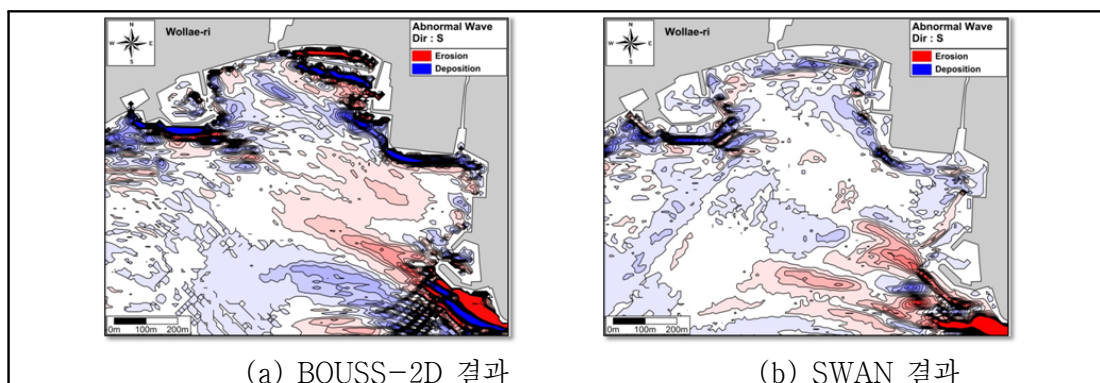 N
W E
S
Wollae-ri
Abnormal Wave
Dir : S
Erosion
Deposition
0m 100m 200m
(a) BOUSS-2D 결과
N
W E
S
Wollae-ri
Abnormal Wave
Dir : S
Erosion
Deposition
0m 100m 200m
(b) SWAN 결과